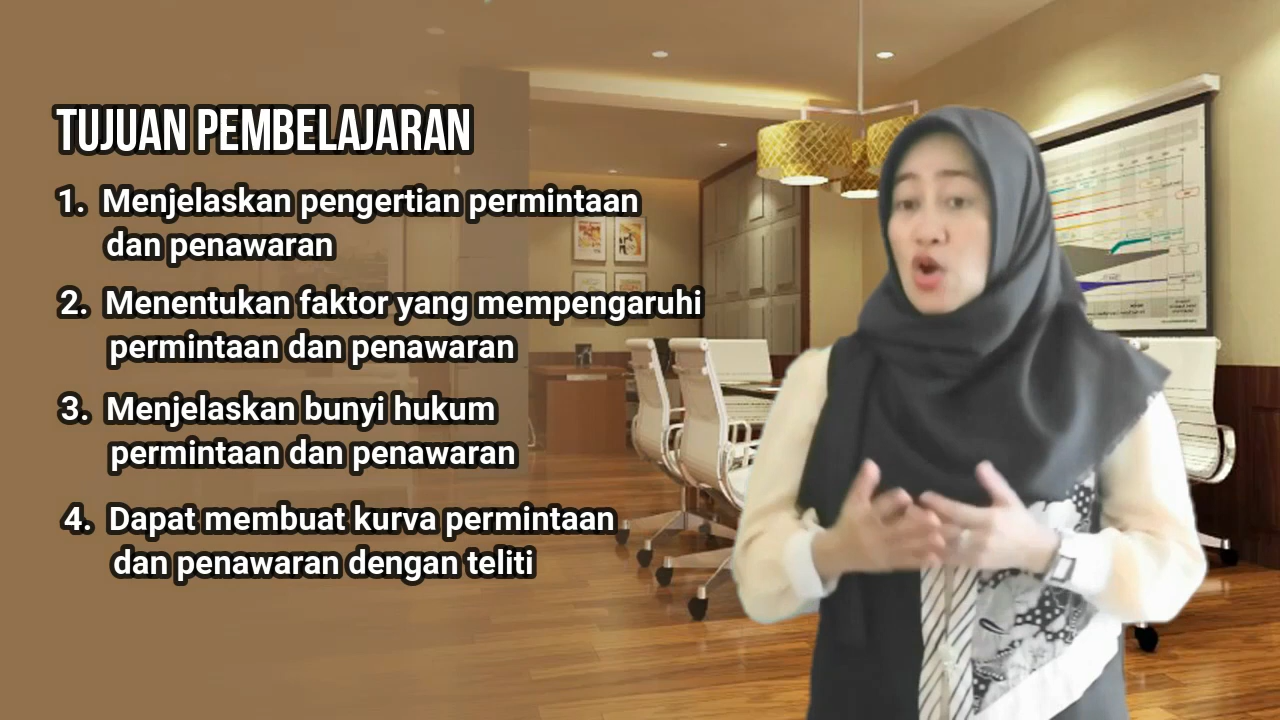 TUJUAN PEMBELAJARAN
1. Menjelaskan pengertian permintaan
dan penawaran
2. Menentukan faktor yang mempengaruhi
permintaan dan penawaran
3. Menjelaskan bunyi hukum
permintaan dan penawaran
4. Dapat membuat kurva permintaan
dan penawaran dengan teliti